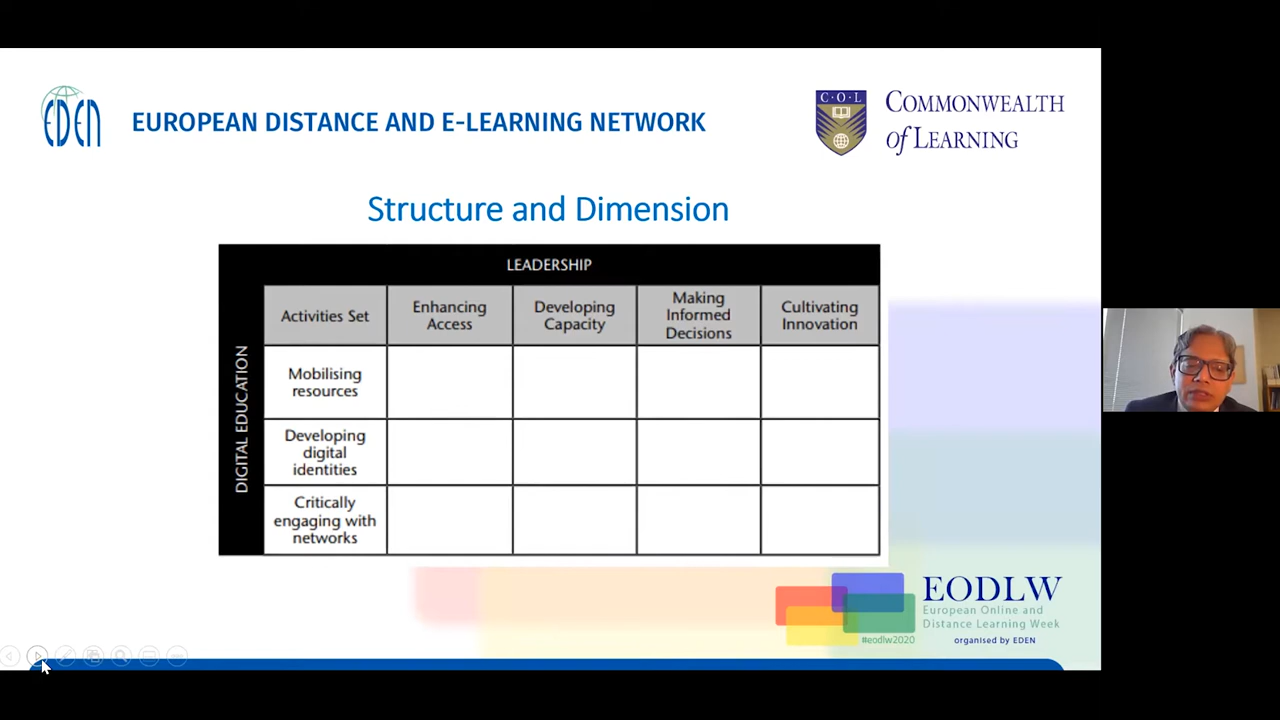 EDEN
EUROPEAN DISTANCE AND E-LEARNING NETWORK
C·O·L
COMMONWEALTH
of LEARNING
Structure and Dimension
LEADERSHIP
DIGITAL EDUCATION
Activities Set
Enhancing
Access
Developing
Capacity
Making
Informed
Decisions
Cultivating
Innovation
Mobilising
resources
Developing
digital
identities
Critically
engaging with
networks
EODLW
European Online and
Distance Learning Week
#eodlw2020
organised by EDEN